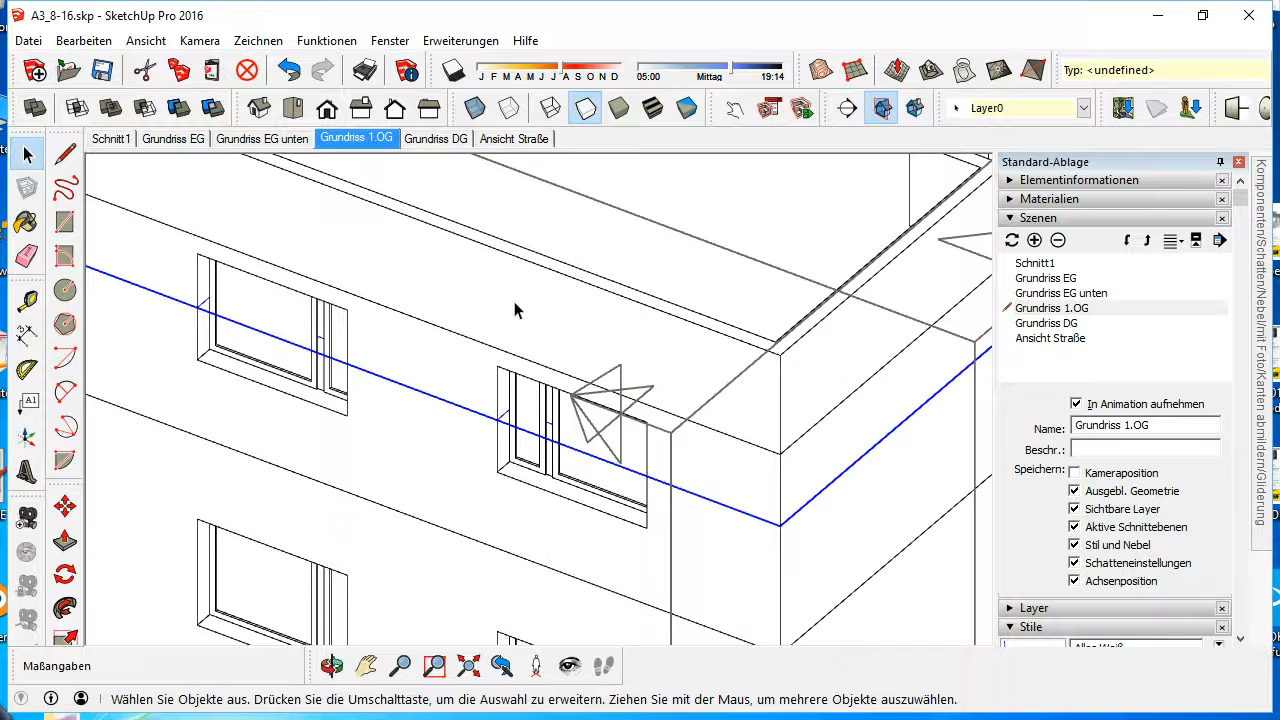 A3_8-16.skp - SketchUp Pro 2016
Datei Bearbeiten Ansicht Kamera Zeichnen Funktionen Fenster Erweiterungen Hilfe
J F M A M J J A S O N D 05:00 Mittag 19:14 Typ: <undefined>
Layer0
Schnitt1 Grundriss EG Grundriss EG unten Grundriss 1.OG Grundriss DG Ansicht Straße
Standard-Ablage
Elementinformationen
Materialien
Szenen
Schnitt1
Grundriss EG
Grundriss EG unten
Grundriss 1.OG
Grundriss DG
Ansicht Straße
In Animation aufnehmen
Name: Grundriss 1.OG
Beschr.:
Speichern: Kameraposition
Ausgebl. Geometrie
Sichtbare Layer
Aktive Schnittebenen
Stil und Nebel
Schatteneinstellungen
Achsenposition
Layer
Stile
Komponenten/Schatten/Nebel/mit Foto/Kanten abmildern/Gliederung
A1
Maßangaben
Wählen Sie Objekte aus. Drücken Sie die Umschalttaste, um die Auswahl zu erweitern. Ziehen Sie mit der Maus, um mehrere Objekte auszuwählen.